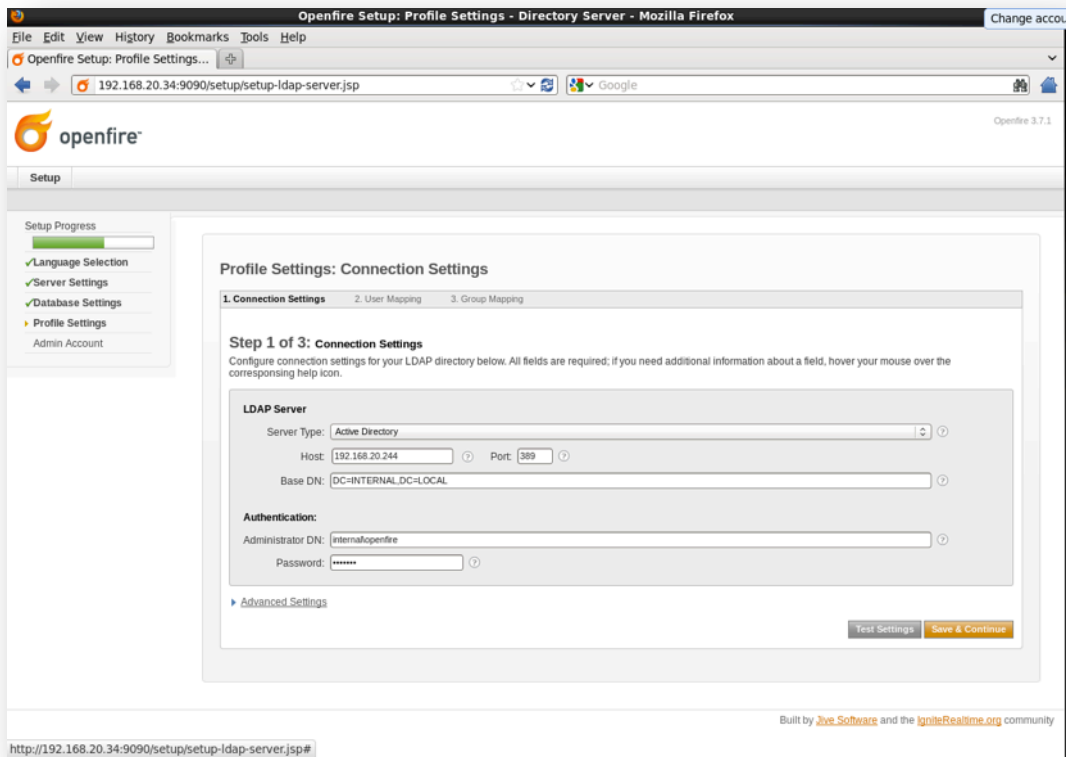 Openfire Setup: Profile Settings - Directory Server - Mozilla Firefox
Change accou
File Edit View History Bookmarks Tools Help
Openfire Setup: Profile Settings...
192.168.20.34:9090/setup/setup-ldap-server.jsp
Google
openfire™
Openfire 3.7.1
Setup
Setup Progress
Language Selection
Server Settings
Database Settings
Profile Settings
Admin Account
Profile Settings: Connection Settings
1. Connection Settings 2. User Mapping 3. Group Mapping
Step 1 of 3: Connection Settings
Configure connection settings for your LDAP directory below. All fields are required; if you need additional information about a field, hover your mouse over the
corresponsing help icon.
LDAP Server
Server Type: Active Directory
Host: 192.168.20.244 Port: 389
Base DN: DC=INTERNAL,DC=LOCAL
Authentication:
Administrator DN: internal\openfire
Password: •••••••
Advanced Settings
Test Settings Save & Continue
Built by Jive Software and the IgniteRealtime.org community
http://192.168.20.34:9090/setup/setup-ldap-server.jsp#